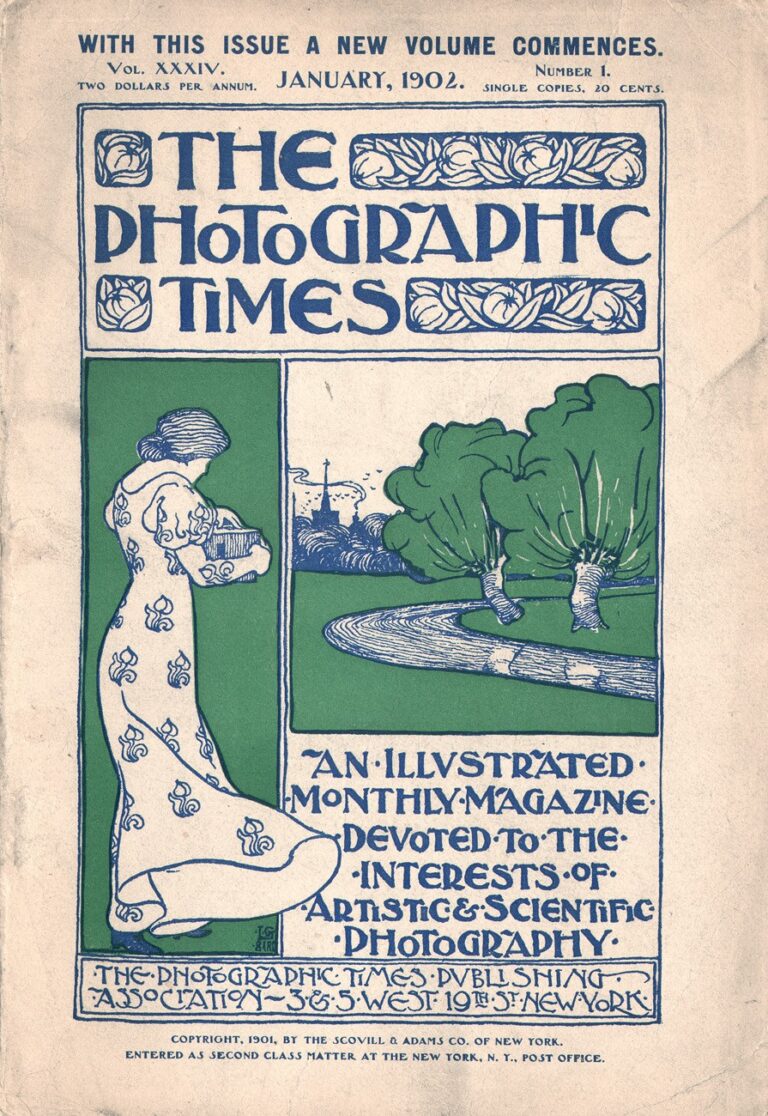 WITH THIS ISSUE A NEW VOLUME COMMENCES.
VOL. XXXIV.
TWO DOLLARS PER ANNUM.
JANUARY, 1902.
NUMBER 1.
SINGLE COPIES, 20 CENTS.
THE
PHOTOGRAPHIC
TIMES
AN·ILLVSTRATED·
·MONTHLY·MAGAZINE·
·DEVOTED·TO·THE·
·INTERESTS·OF·
·ARTISTIC·&·SCIENTIFIC·
·PHOTOGRAPHY·
·THE·PHOTOGRAPHIC TIMES·PVBLISHING
·ASSOCIATION~3·&·5·WEST·19TH·ST·NEW·YORK·
COPYRIGHT, 1901, BY THE SCOVILL & ADAMS CO. OF NEW YORK.
ENTERED AS SECOND CLASS MATTER AT THE NEW YORK, N. Y., POST OFFICE.